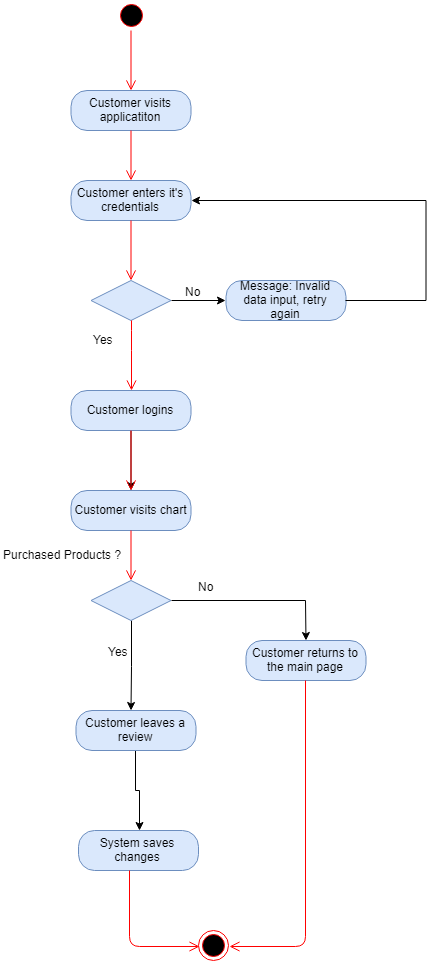 Customer visits
applicatiton
Customer enters it's
credentials
No
Message: Invalid
data input, retry
again
Yes
Customer logins
Customer visits chart
Purchased Products ?
No
Yes
Customer returns to
the main page
Customer leaves a
review
System saves
changes